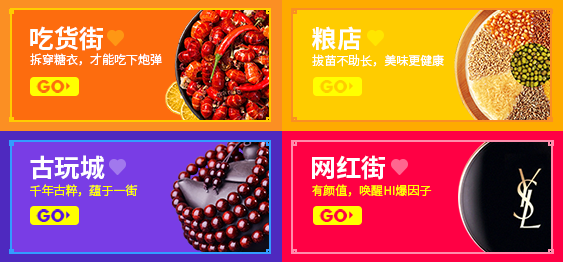 吃货街
拆穿糖衣，才能吃下炮弹
GO
粮店
拔苗不助长，美味更健康
GO
古玩城
千年古粹，蕴于一街
GO
网红街
有颜值，唤醒HI爆因子
GO
YSL